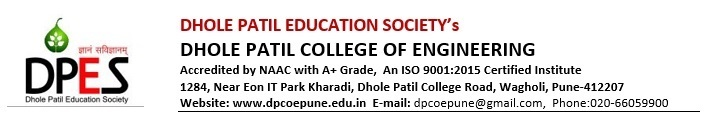 ज्ञानं सविज्ञानम्
DPES
Dhole Patil Education Society
DHOLE PATIL EDUCATION SOCIETY's
DHOLE PATIL COLLEGE OF ENGINEERING
Accredited by NAAC with A+ Grade, An ISO 9001:2015 Certified Institute
1284, Near Eon IT Park Kharadi, Dhole Patil College Road, Wagholi, Pune-412207
Website: www.dpcoepune.edu.in E-mail: dpcoepune@gmail.com, Phone:020-66059900